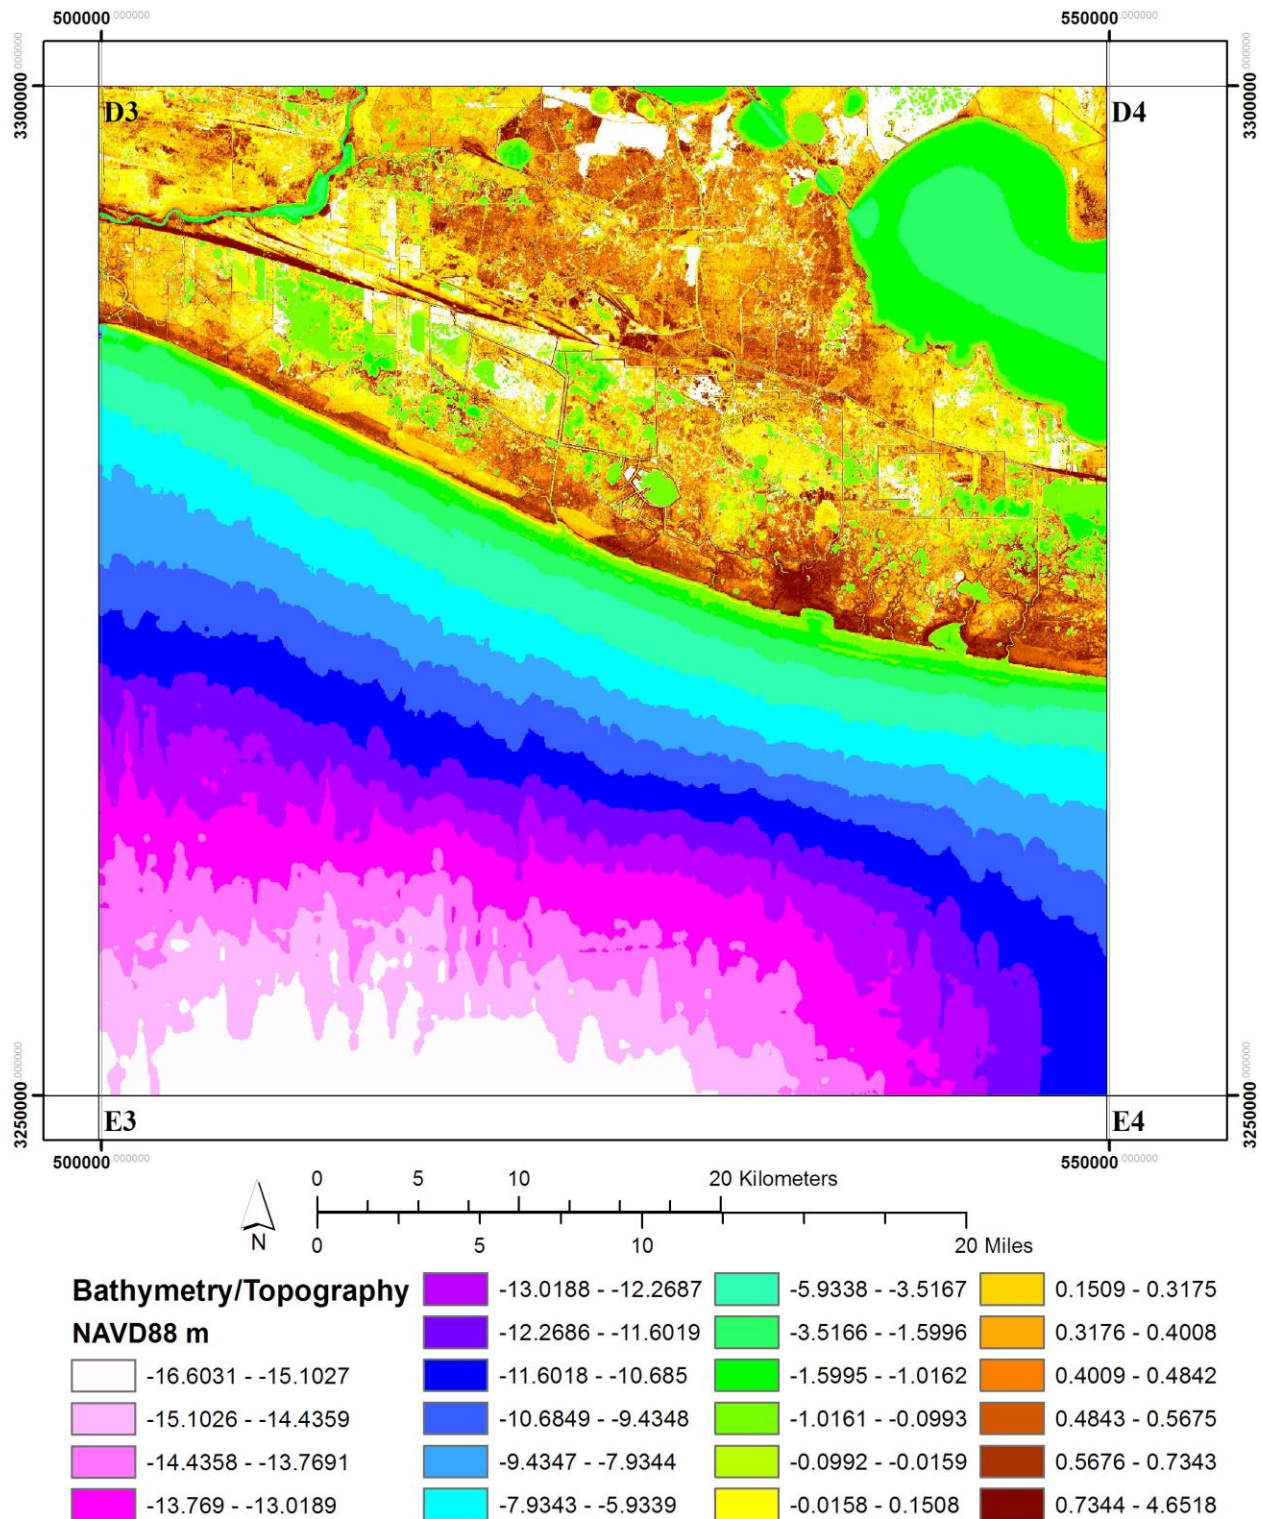 500000.000000 550000.000000
3300000.000000 3300000.000000
D3 D4
3250000.000000 3250000.000000
E3 E4
500000.000000 550000.000000
0 5 10 20 Kilometers
N
0 5 10 20 Miles
Bathymetry/Topography
NAVD88 m
-16.6031 - -15.1027
-15.1026 - -14.4359
-14.4358 - -13.7691
-13.769 - -13.0189
-13.0188 - -12.2687
-12.2686 - -11.6019
-11.6018 - -10.685
-10.6849 - -9.4348
-9.4347 - -7.9344
-7.9343 - -5.9339
-5.9338 - -3.5167
-3.5166 - -1.5996
-1.5995 - -1.0162
-1.0161 - -0.0993
-0.0992 - -0.0159
-0.0158 - 0.1508
0.1509 - 0.3175
0.3176 - 0.4008
0.4009 - 0.4842
0.4843 - 0.5675
0.5676 - 0.7343
0.7344 - 4.6518